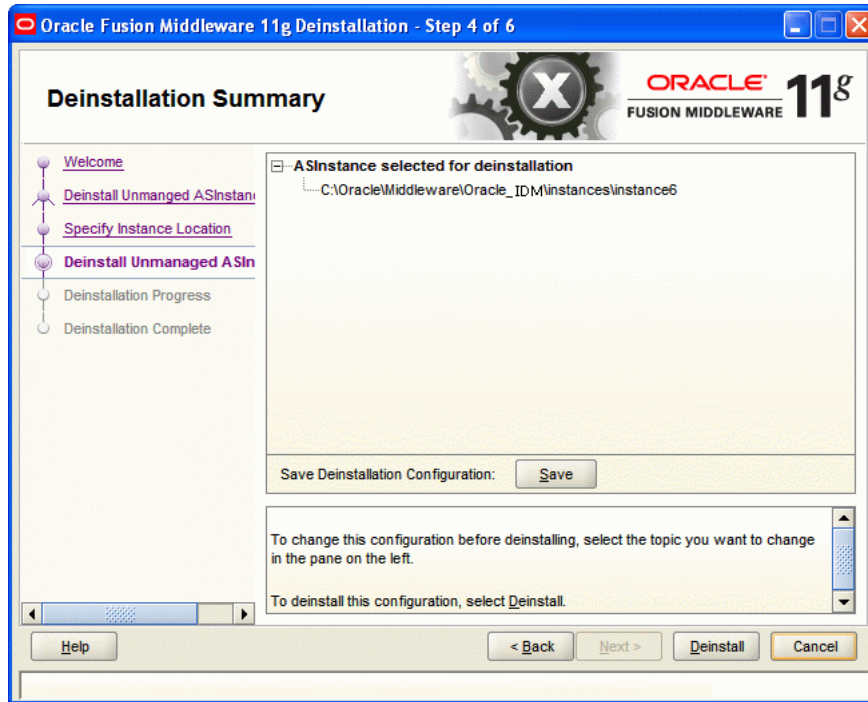 Oracle Fusion Middleware 11g Deinstallation - Step 4 of 6
Deinstallation Summary
ORACLE
FUSION MIDDLEWARE
11g
Welcome
Deinstall Unmanged ASInstan
Specify Instance Location
Deinstall Unmanaged ASIn
Deinstallation Progress
Deinstallation Complete
ASInstance selected for deinstallation
C:\Oracle\Middleware\Oracle_IDM\instances\instance6
Save Deinstallation Configuration:
Save
To change this configuration before deinstalling, select the topic you want to change
in the pane on the left.
To deinstall this configuration, select Deinstall.
Help
< Back
Next >
Deinstall
Cancel